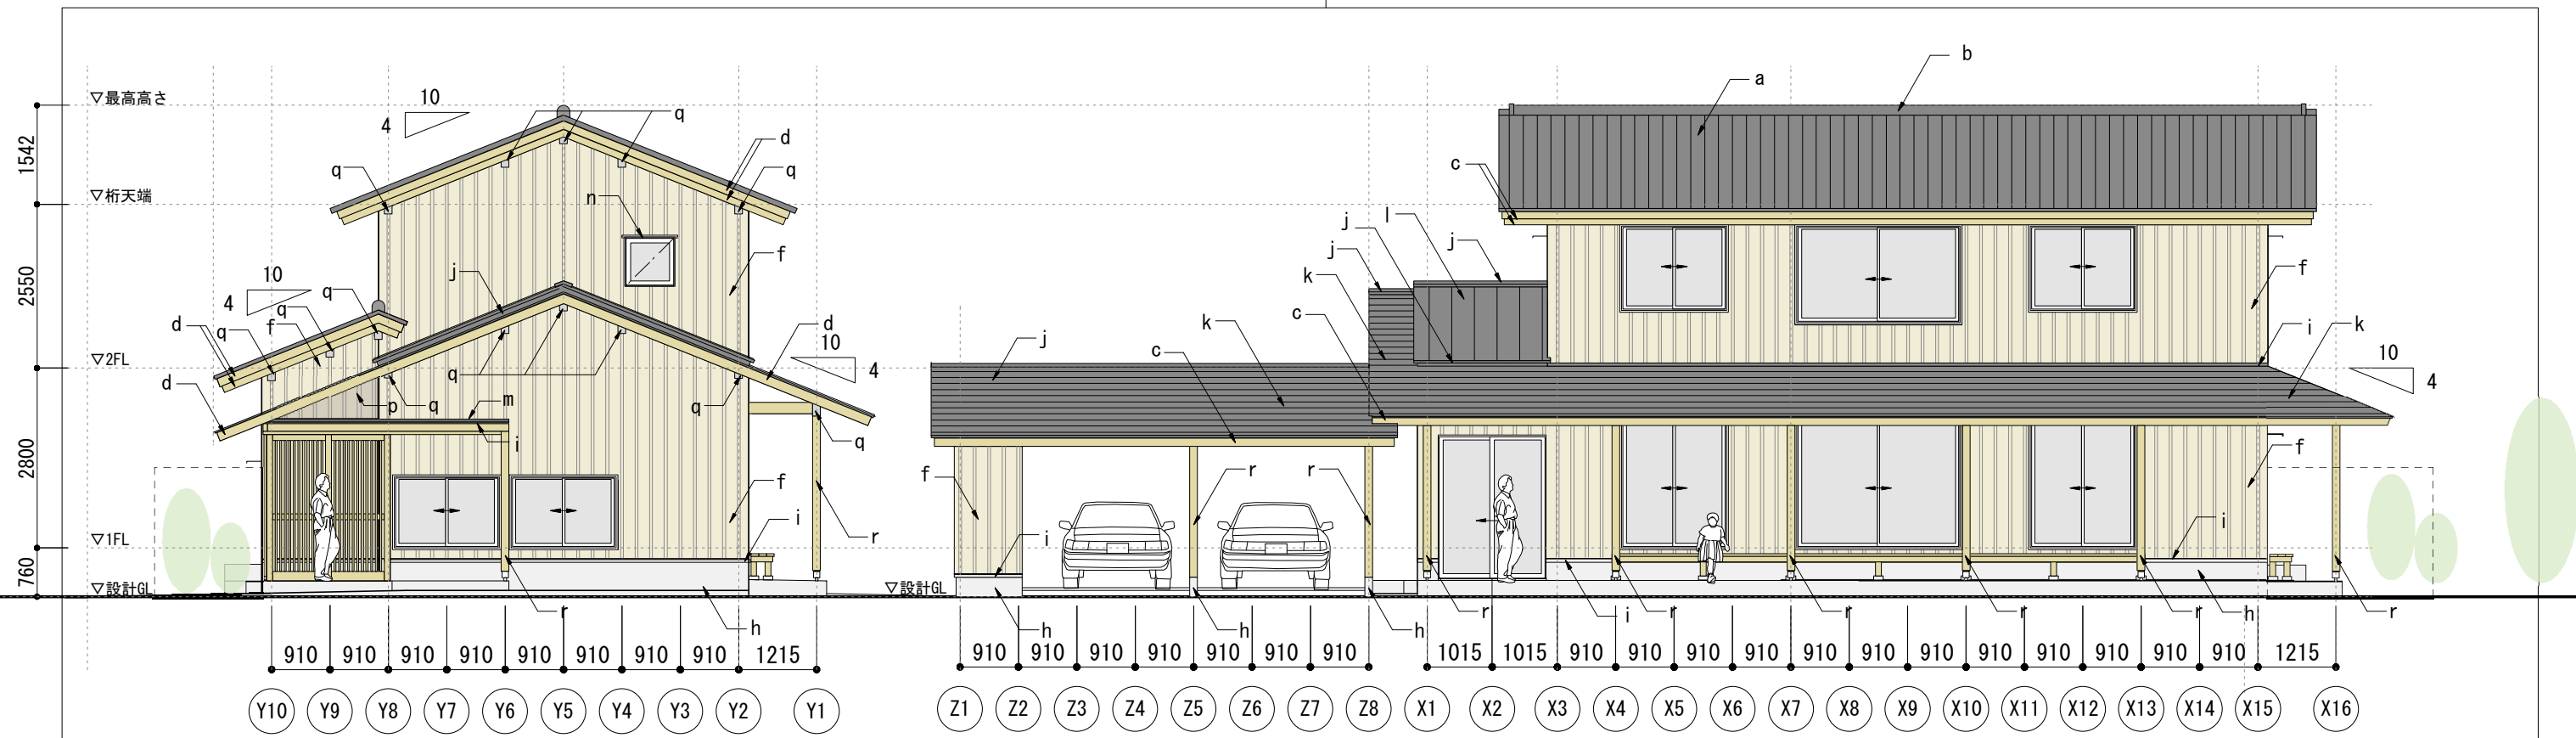 b
a
▽最高高さ
10
4
q
d
1542
c
q
q
▽桁天端
n
j
l
j
j
f
2550
10
4
j
q
q
k
f
q
f
d
d
10
4
j
k
c
c
i
k
10
4
▽2FL
d
q
q
p
q
m
i
q
f
f
2800
f
r
r
i
i
r
i
▽1FL
760
▽設計GL
▽設計GL
r
h
h
h
h
r
i
r
r
r
r
h
r
910 910 910 910 910 910 910 910 1215
910 910 910 910 910 910 910
1015 1015 910 910 910 910 910 910 910 910 910 910 910 910 1215
Y10 Y9 Y8 Y7 Y6 Y5 Y4 Y3 Y2 Y1
Z1 Z2 Z3 Z4 Z5 Z6 Z7 Z8
X1 X2 X3 X4 X5 X6 X7 X8 X9 X10 X11 X12 X13 X14 X15 X16